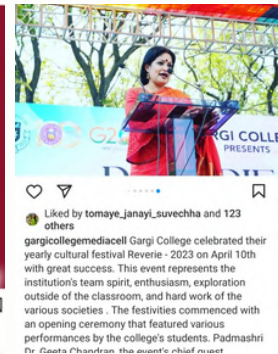 G2
RGI COLLE
PRESENTS
Liked by tomaye_janayi_suvechha and 123
others
gargicollegemediacell Gargi College celebrated their
yearly cultural festival Reverie - 2023 on April 10th
with great success. This event represents the
institution's team spirit, enthusiasm, exploration
outside of the classroom, and hard work of the
various societies . The festivities commenced with
an opening ceremony that featured various
performances by the college's students. Padmashri
Dr. Geeta Chandran, the event's chief guest